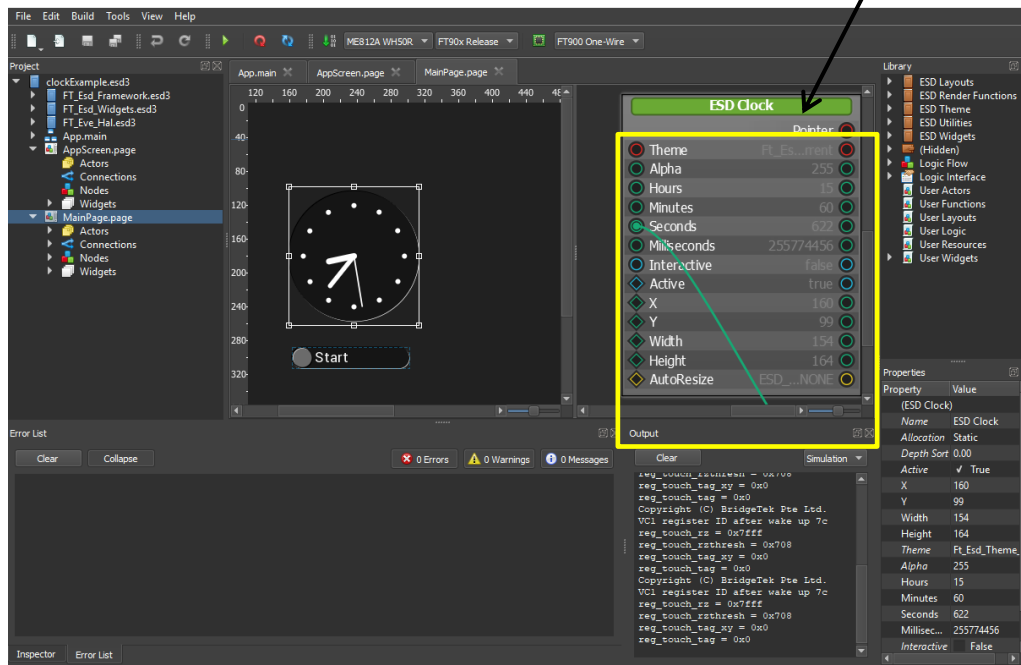 File Edit Build Tools View Help
ME812A WH50R FT90x Release FT900 One-Wire
Project
clockExample.esd3
FT_Esd_Framework.esd3
FT_Esd_Widgets.esd3
FT_Eve_Hal.esd3
App.main
AppScreen.page
Actors
Connections
Nodes
Widgets
MainPage.page
Actors
Connections
Nodes
Widgets
App.main AppScreen.page MainPage.page
120 160 200 240 280 320 360 400 440
0
40
80
120
160
200
240
280
320
Start
ESD Clock
Pointer
Theme Ft_Es...rrent
Alpha 255
Hours 15
Minutes 60
Seconds 622
Milliseconds 255774456
Interactive false
Active true
X 160
Y 99
Width 154
Height 164
AutoResize ESD_...NONE
Library
ESD Layouts
ESD Render Functions
ESD Theme
ESD Utilities
ESD Widgets
(Hidden)
Logic Flow
Logic Interface
User Actors
User Functions
User Layouts
User Logic
User Resources
User Widgets
Properties
Property Value
(ESD Clock)
Name ESD Clock
Allocation Static
Depth Sort 0.00
Active ✓ True
X 160
Y 99
Width 154
Height 164
Theme Ft_Esd_Theme_
Alpha 255
Hours 15
Minutes 60
Seconds 622
Millisec... 255774456
Interactive False
Error List
Clear Collapse 0 Errors 0 Warnings 0 Messages
Inspector Error List
Output
Clear Simulation
reg_touch_rzthresh = 0x708
reg_touch_tag_xy = 0x0
reg_touch_tag = 0x0
Copyright (C) BridgeTek Pte Ltd.
VC1 register ID after wake up 7c
reg_touch_rz = 0x7fff
reg_touch_rzthresh = 0x708
reg_touch_tag_xy = 0x0
reg_touch_tag = 0x0
Copyright (C) BridgeTek Pte Ltd.
VC1 register ID after wake up 7c
reg_touch_rz = 0x7fff
reg_touch_rzthresh = 0x708
reg_touch_tag_xy = 0x0
reg_touch_tag = 0x0